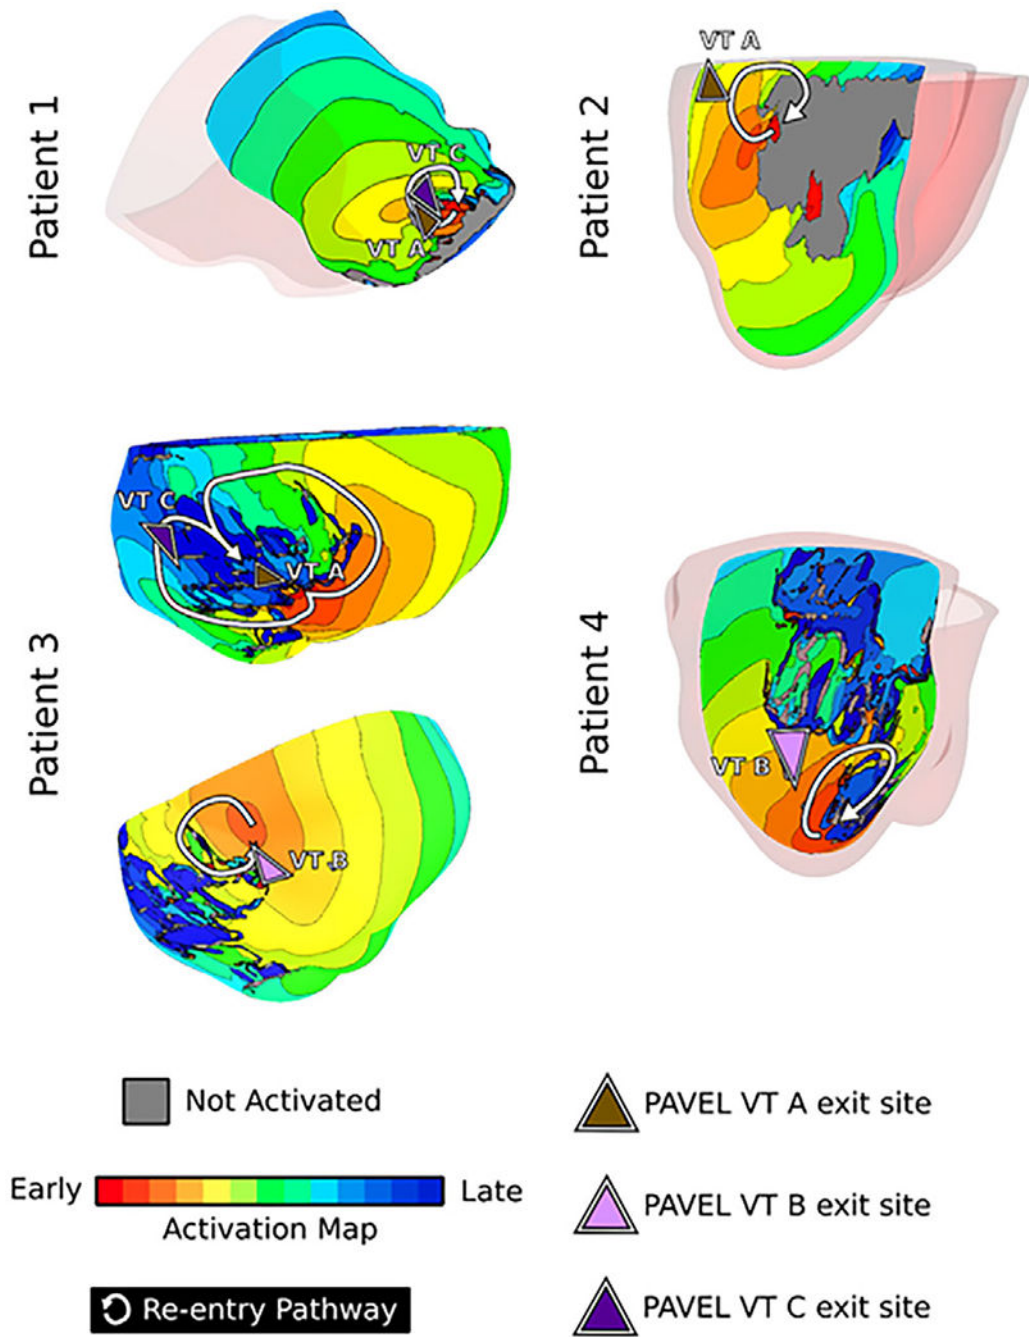 Patient 1
VT C
VT A
Patient 2
VT A
Patient 3
VT C
VT A
VT B
Patient 4
VT B
Not Activated
Early
Late
Activation Map
Re-entry Pathway
PAVEL VT A exit site
PAVEL VT B exit site
PAVEL VT C exit site